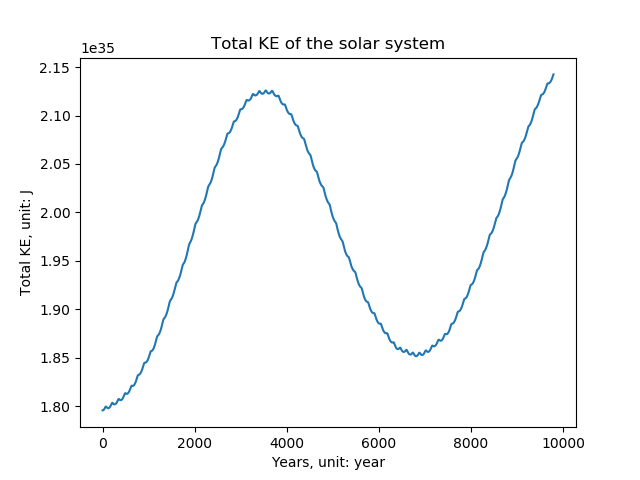 Total KE of the solar system
1e35
2.15
2.10
2.05
2.00
1.95
1.90
1.85
1.80
Total KE, unit: J
0 2000 4000 6000 8000 10000
Years, unit: year